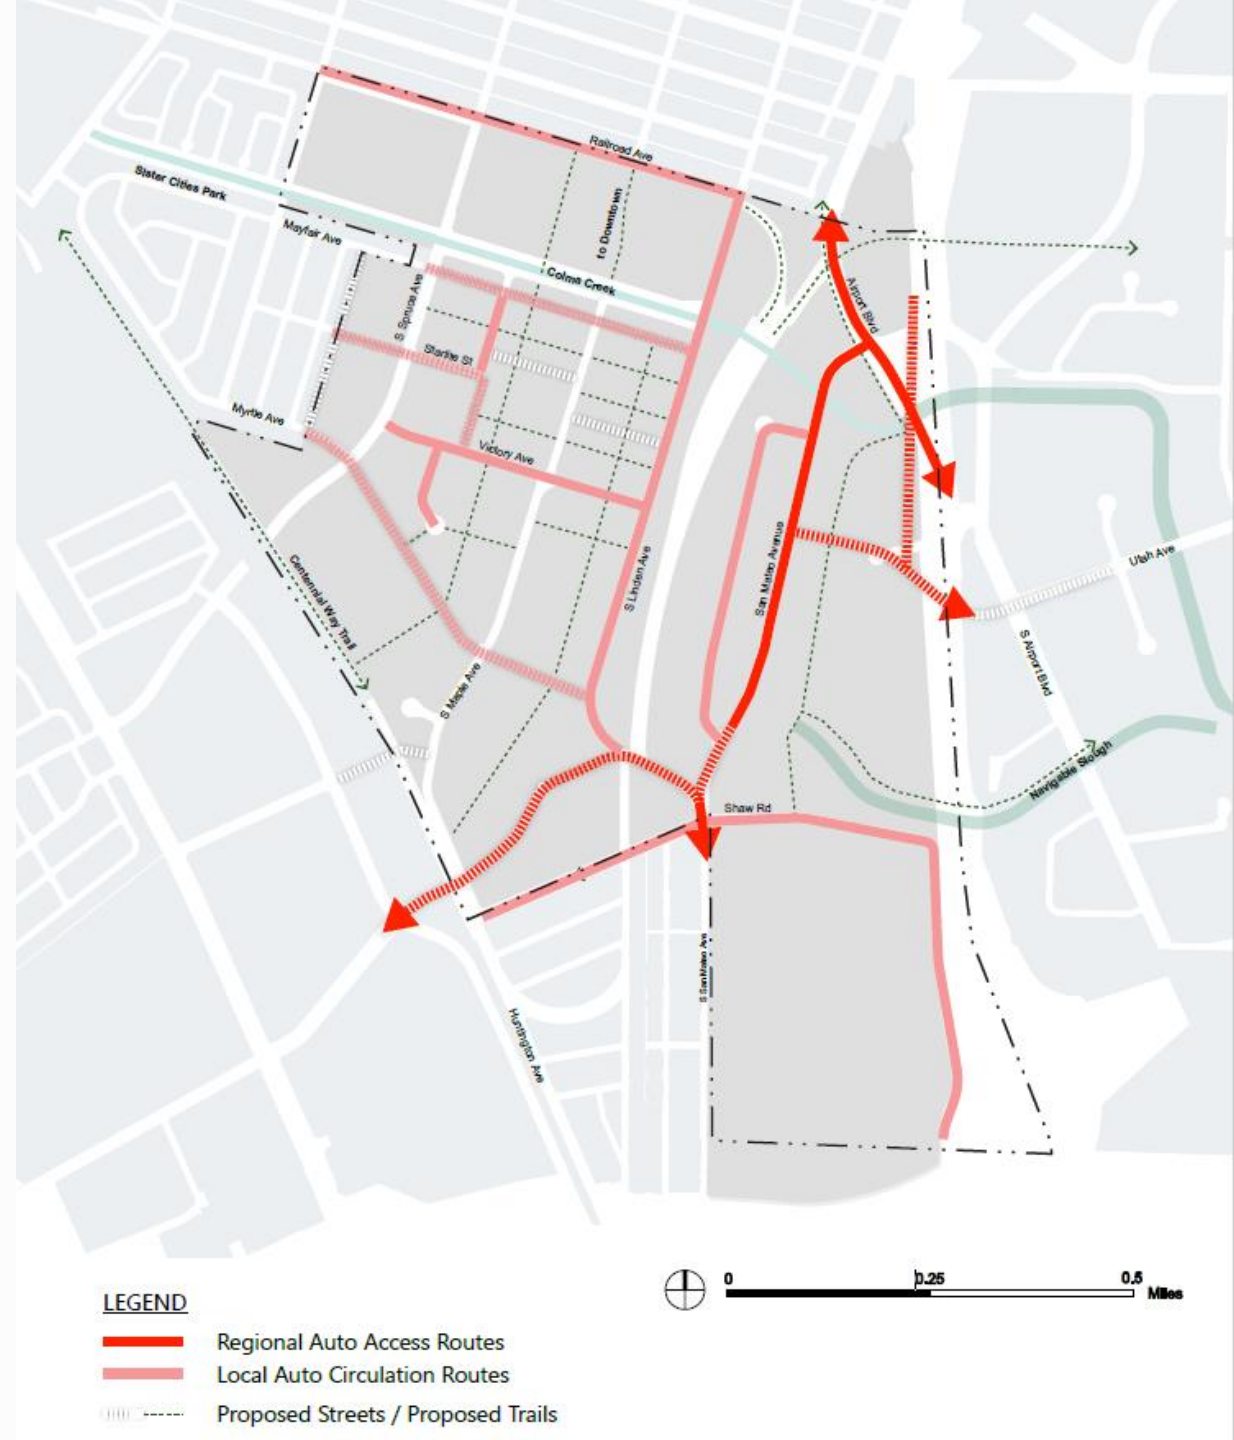 Railroad Ave
Sister Cities Park
to Downtown
Mayfair Ave
Colma Creek
S Spruce Ave
Airport Blvd
Starlite St
Myrtle Ave
Victory Ave
Utah Ave
San Mateo Avenue
S Linden Ave
Centennial Way Trail
S Airport Blvd
S Maple Ave
Navigable Slough
Shaw Rd
S San Mateo Ave
Huntington Ave
0 0.25 0.5
Miles
LEGEND
Regional Auto Access Routes
Local Auto Circulation Routes
Proposed Streets / Proposed Trails